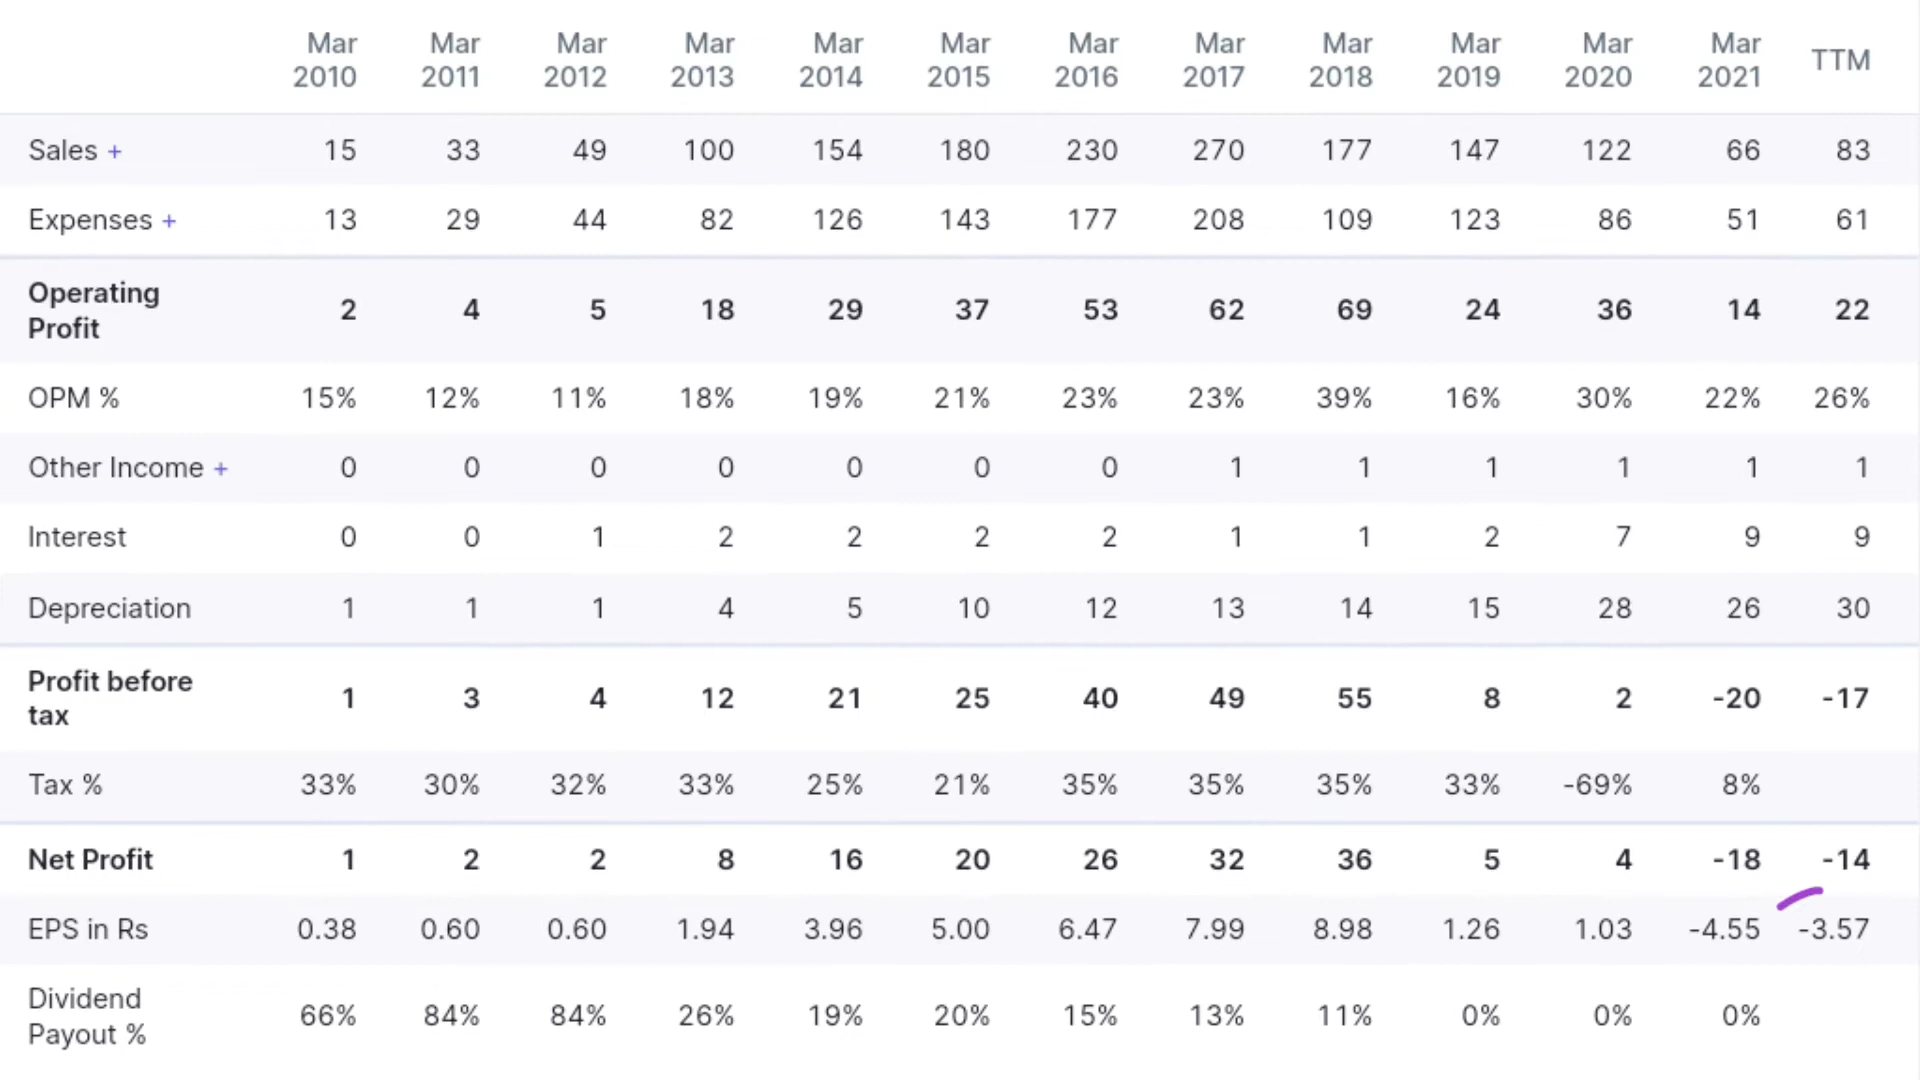 Mar 2010 Mar 2011 Mar 2012 Mar 2013 Mar 2014 Mar 2015 Mar 2016 Mar 2017 Mar 2018 Mar 2019 Mar 2020 Mar 2021 TTM
Sales + 15 33 49 100 154 180 230 270 177 147 122 66 83
Expenses + 13 29 44 82 126 143 177 208 109 123 86 51 61
Operating Profit 2 4 5 18 29 37 53 62 69 24 36 14 22
OPM % 15% 12% 11% 18% 19% 21% 23% 23% 39% 16% 30% 22% 26%
Other Income + 0 0 0 0 0 0 0 1 1 1 1 1 1
Interest 0 0 1 2 2 2 2 1 1 2 7 9 9
Depreciation 1 1 1 4 5 10 12 13 14 15 28 26 30
Profit before tax 1 3 4 12 21 25 40 49 55 8 2 -20 -17
Tax % 33% 30% 32% 33% 25% 21% 35% 35% 35% 33% -69% 8%
Net Profit 1 2 2 8 16 20 26 32 36 5 4 -18 -14
EPS in Rs 0.38 0.60 0.60 1.94 3.96 5.00 6.47 7.99 8.98 1.26 1.03 -4.55 -3.57
Dividend Payout % 66% 84% 84% 26% 19% 20% 15% 13% 11% 0% 0% 0%